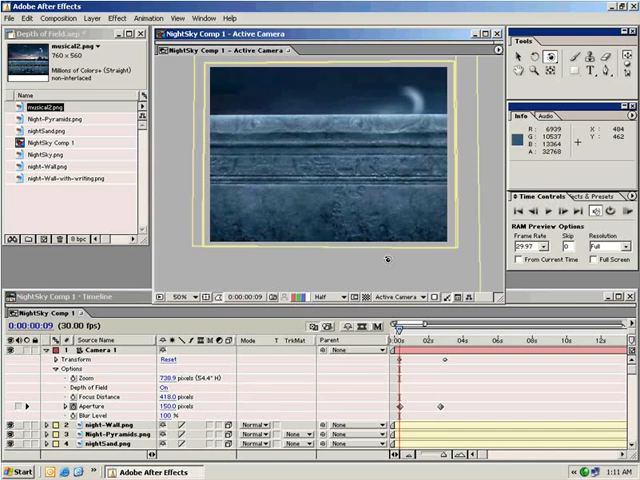 Adobe After Effects
File Edit Composition Layer Effect Animation View Window Help
Depth of Field.aep *
musical2.png
760 x 560
Millions of Colors+ (Straight)
non-interlaced
Name
musical2.png
Night-Pyramids.png
nightSand.png
NightSky Comp 1
NightSky.png
night-Wall.png
night-Wall-with-writing.png
8 bpc
NightSky Comp 1 - Active Camera
NightSky Comp 1 - Active Camera
50%
0:00:00:09
Half
Active Camera
Tools
Info
Audio
R : 6939
G : 10537
B : 13364
A : 32768
X : 484
Y : 462
Time Controls
ects & Presets
RAM Preview Options
Frame Rate
Skip
Resolution
29.97
0
Full
From Current Time
Full Screen
NightSky Comp 1 - Timeline
NightSky Comp 1
0:00:00:09 (30.00 fps)
# Source Name Mode T TrkMat Parent
:00s 02s 04s 06s 08s 10s 12s
1 Camera 1 None
Transform Reset
Options
Zoom 738.9 pixels (54.4° H)
Depth of Field On
Focus Distance 418.0 pixels
Aperture 150.0 pixels
Blur Level 100 %
2 night-Wall.png Normal None
3 Night-Pyramids.png Normal None None
4 nightSand.png Normal None None
Start
Adobe After Effects
1:11 AM